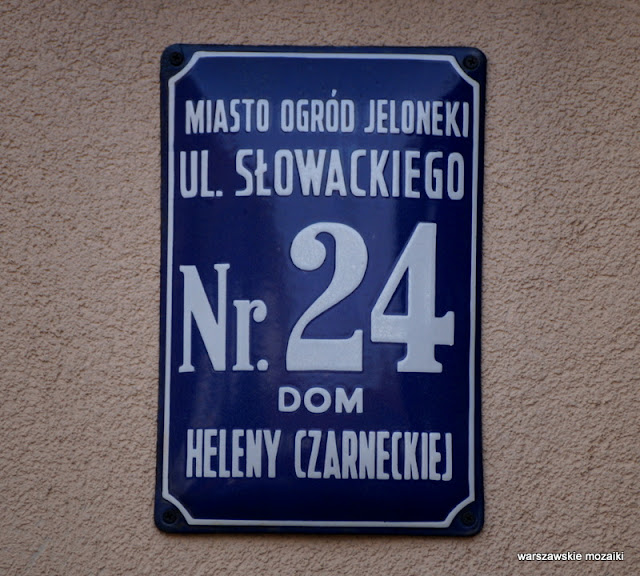 MIASTO OGRÓD JELONEKI
UL. SŁOWACKIEGO
Nr. 24
DOM
HELENY CZARNECKIEJ
warszawskie mozaiki